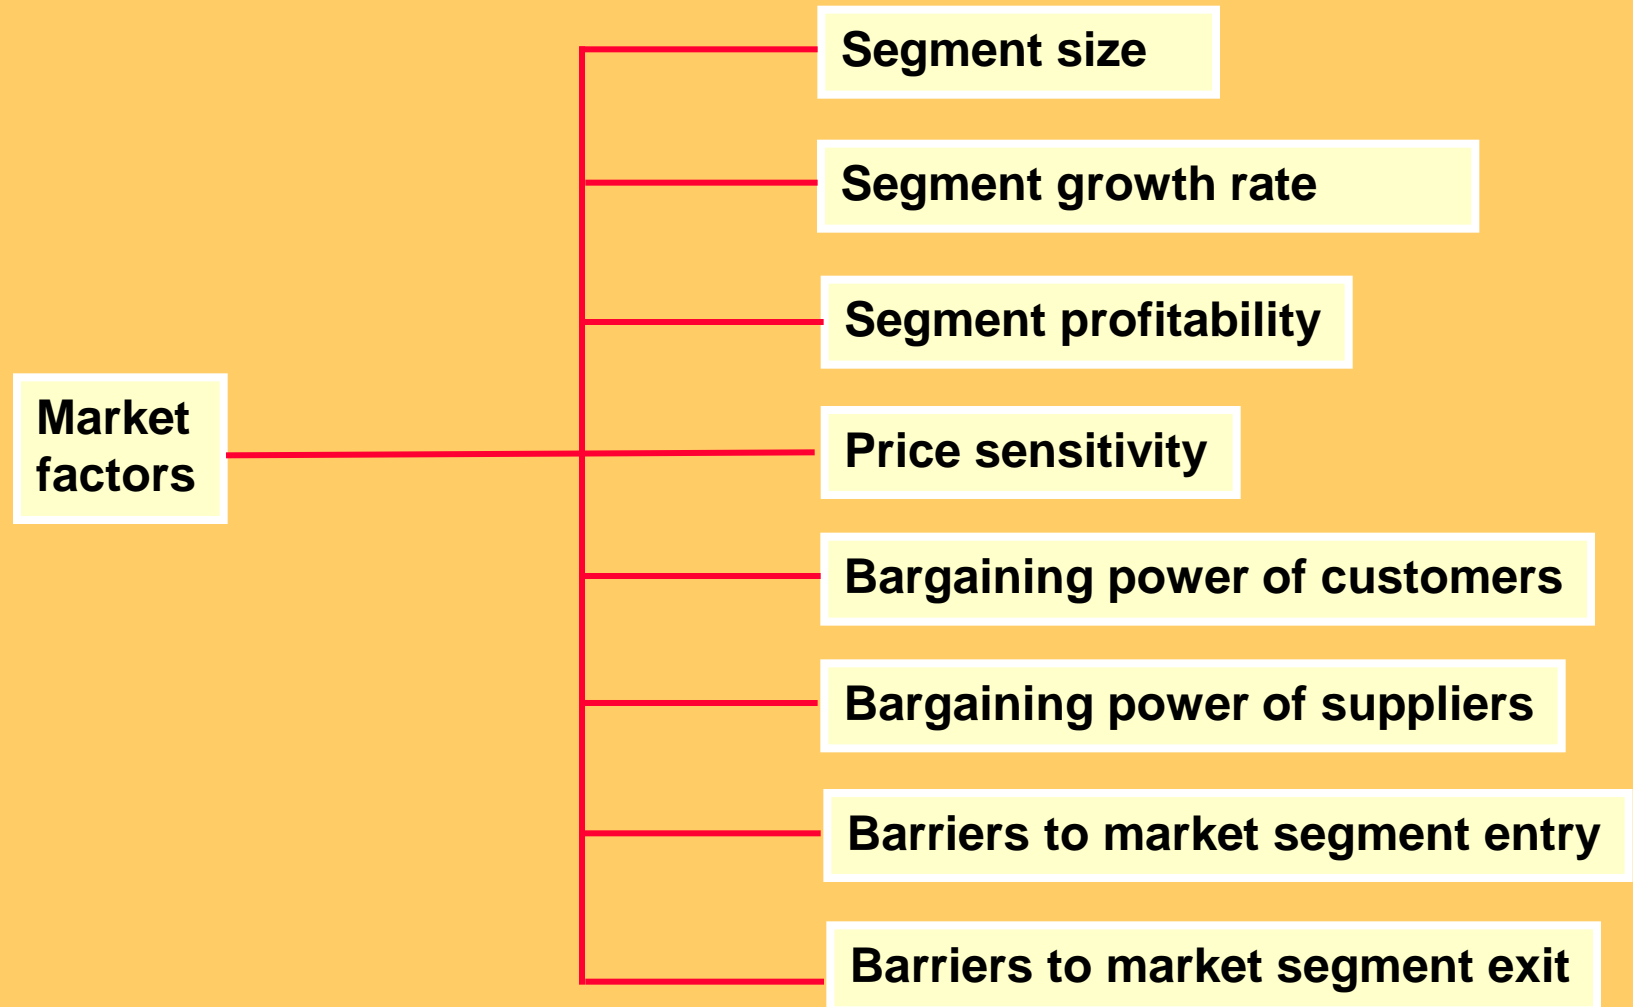 Segment size
Segment growth rate
Segment profitability
Market
factors
Price sensitivity
Bargaining power of customers
Bargaining power of suppliers
Barriers to market segment entry
Barriers to market segment exit